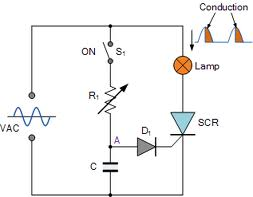 Conduction
ON S₁
Lamp
R₁
VAC
SCR
A D₁
C